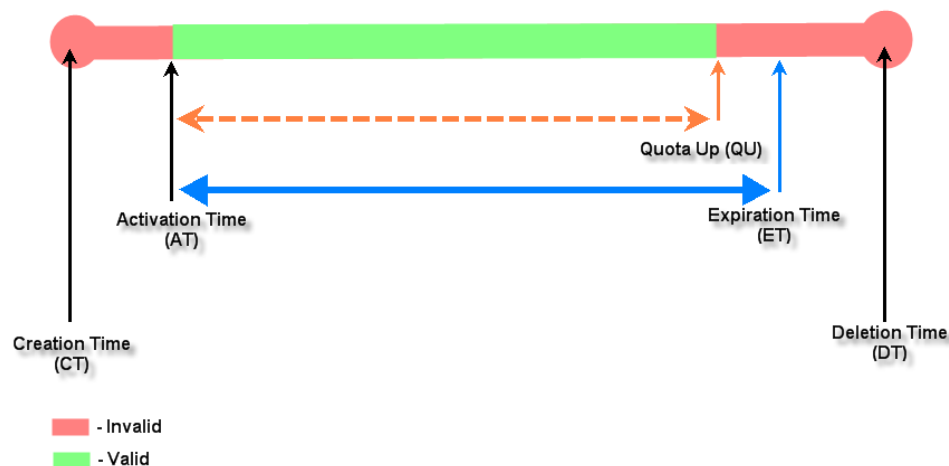 Quota Up (QU)
Activation Time
(AT)
Expiration Time
(ET)
Creation Time
(CT)
Deletion Time
(DT)
- Invalid
- Valid